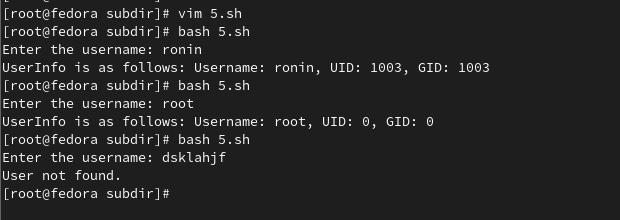 [root@fedora subdir]# vim 5.sh
[root@fedora subdir]# bash 5.sh
Enter the username: ronin
UserInfo is as follows: Username: ronin, UID: 1003, GID: 1003
[root@fedora subdir]# bash 5.sh
Enter the username: root
UserInfo is as follows: Username: root, UID: 0, GID: 0
[root@fedora subdir]# bash 5.sh
Enter the username: dsklahjf
User not found.
[root@fedora subdir]#